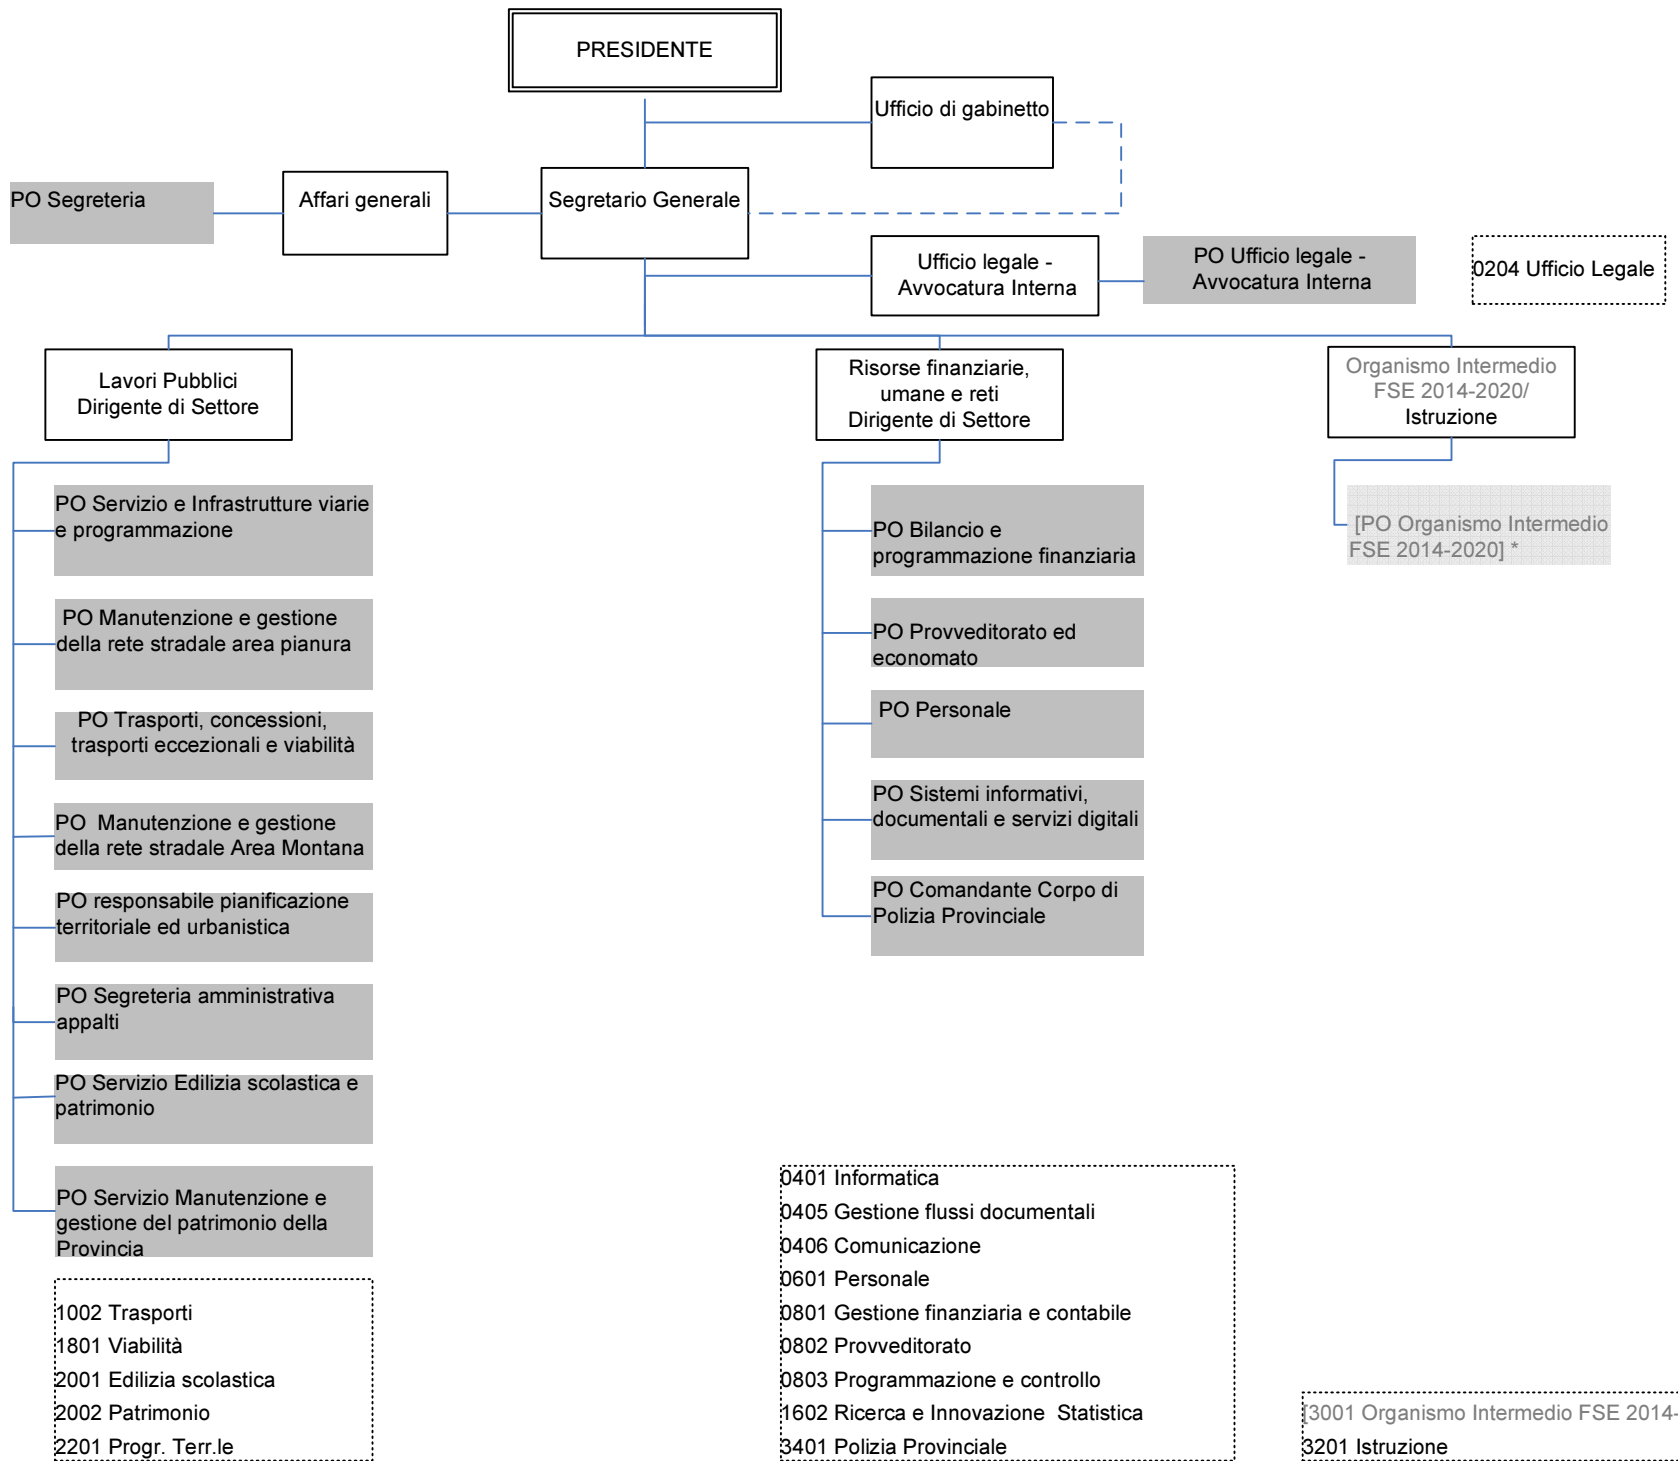 PRESIDENTE
Ufficio di gabinetto
PO Segreteria
Affari generali
Segretario Generale
Ufficio legale -
Avvocatura Interna
PO Ufficio legale -
Avvocatura Interna
0204 Ufficio Legale
Lavori Pubblici
Dirigente di Settore
Risorse finanziarie,
umane e reti
Dirigente di Settore
Organismo Intermedio
FSE 2014-2020/
Istruzione
PO Servizio e Infrastrutture viarie
e programmazione
PO Manutenzione e gestione
della rete stradale area pianura
PO Trasporti, concessioni,
trasporti eccezionali e viabilità
PO  Manutenzione e gestione
della rete stradale Area Montana
PO responsabile pianificazione
territoriale ed urbanistica
PO Segreteria amministrativa
appalti
PO Servizio Edilizia scolastica e
patrimonio
PO Servizio Manutenzione e
gestione del patrimonio della
Provincia
PO Bilancio e
programmazione finanziaria
PO Provveditorato ed
economato
PO Personale
PO Sistemi informativi,
documentali e servizi digitali
PO Comandante Corpo di
Polizia Provinciale
[PO Organismo Intermedio
FSE 2014-2020] *
1002 Trasporti
1801 Viabilità
2001 Edilizia scolastica
2002 Patrimonio
2201 Progr. Terr.le
0401 Informatica
0405 Gestione flussi documentali
0406 Comunicazione
0601 Personale
0801 Gestione finanziaria e contabile
0802 Provveditorato
0803 Programmazione e controllo
1602 Ricerca e Innovazione  Statistica
3401 Polizia Provinciale
[3001 Organismo Intermedio FSE 2014-
3201 Istruzione